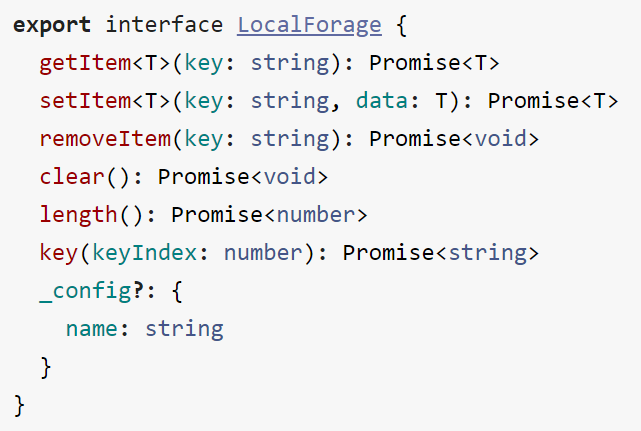 export interface LocalForage {
  getItem<T>(key: string): Promise<T>
  setItem<T>(key: string, data: T): Promise<T>
  removeItem(key: string): Promise<void>
  clear(): Promise<void>
  length(): Promise<number>
  key(keyIndex: number): Promise<string>
  _config?: {
    name: string
  }
}